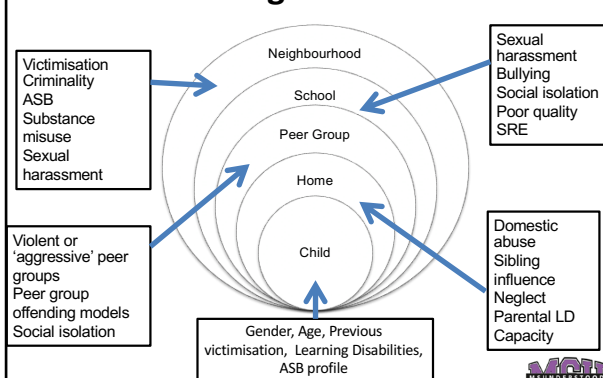 Neighbourhood
School
Peer Group
Home
Child
Victimisation
Criminality
ASB
Substance
misuse
Sexual
harassment
Sexual
harassment
Bullying
Social isolation
Poor quality
SRE
Violent or
‘aggressive’ peer
groups
Peer group
offending models
Social isolation
Domestic
abuse
Sibling
influence
Neglect
Parental LD
Capacity
Gender, Age, Previous
victimisation, Learning Disabilities,
ASB profile